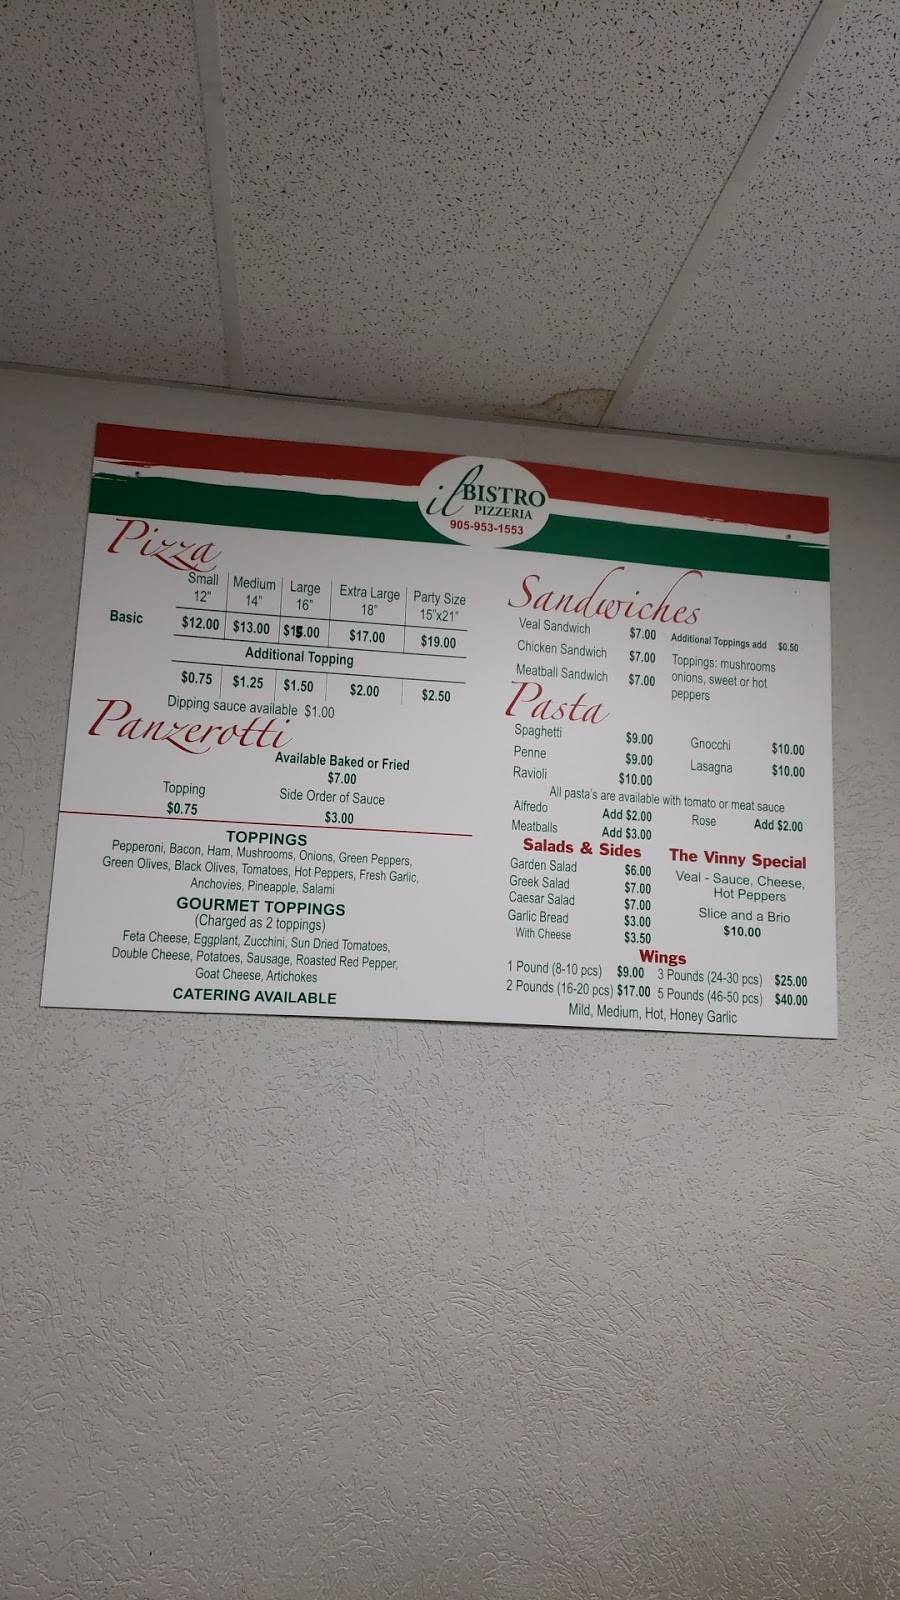 il BISTRO
PIZZERIA
905-953-1553
Pizza
Small Medium Large Extra Large Party Size
12" 14" 16" 18" 15"x21"
Basic $12.00 $13.00 $15.00 $17.00 $19.00
Additional Topping
$0.75 $1.25 $1.50 $2.00 $2.50
Dipping sauce available $1.00
Panzerotti
Available Baked or Fried
$7.00
Topping Side Order of Sauce
$0.75 $3.00
TOPPINGS
Pepperoni, Bacon, Ham, Mushrooms, Onions, Green Peppers,
Green Olives, Black Olives, Tomatoes, Hot Peppers, Fresh Garlic,
Anchovies, Pineapple, Salami
GOURMET TOPPINGS
(Charged as 2 toppings)
Feta Cheese, Eggplant, Zucchini, Sun Dried Tomatoes,
Double Cheese, Potatoes, Sausage, Roasted Red Pepper,
Goat Cheese, Artichokes
CATERING AVAILABLE
Sandwiches
Veal Sandwich $7.00 Additional Toppings add $0.50
Chicken Sandwich $7.00 Toppings: mushrooms
Meatball Sandwich $7.00 onions, sweet or hot
peppers
Pasta
Spaghetti $9.00 Gnocchi $10.00
Penne $9.00 Lasagna $10.00
Ravioli $10.00
All pasta's are available with tomato or meat sauce
Alfredo Add $2.00 Rose Add $2.00
Meatballs Add $3.00
Salads & Sides
Garden Salad $6.00
Greek Salad $7.00
Caesar Salad $7.00
Garlic Bread $3.00
With Cheese $3.50
The Vinny Special
Veal - Sauce, Cheese,
Hot Peppers
Slice and a Brio
$10.00
Wings
1 Pound (8-10 pcs) $9.00 3 Pounds (24-30 pcs) $25.00
2 Pounds (16-20 pcs) $17.00 5 Pounds (46-50 pcs) $40.00
Mild, Medium, Hot, Honey Garlic